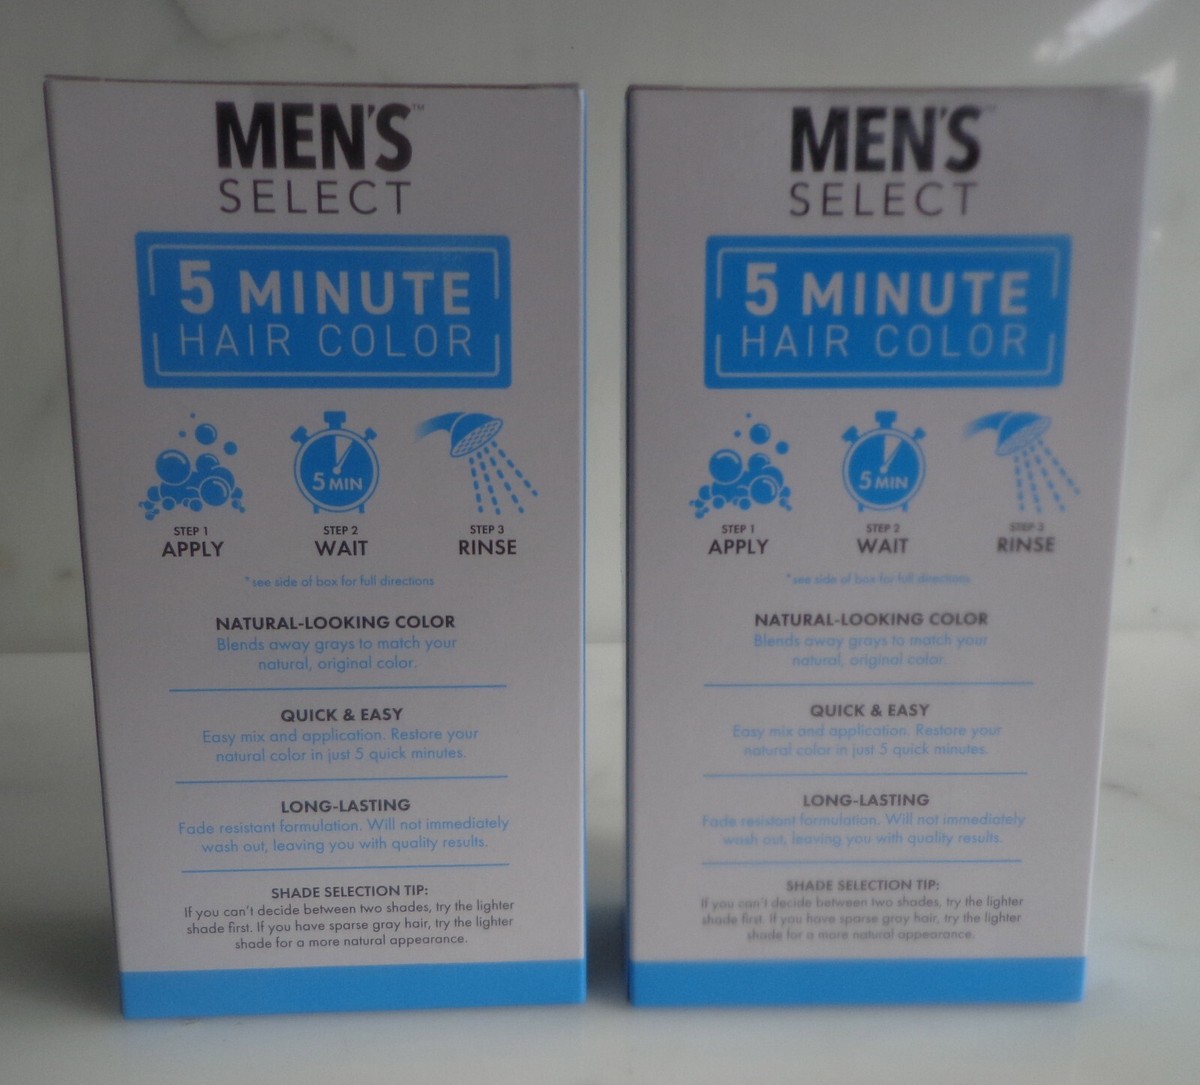 MEN'S™
SELECT
5 MINUTE
HAIR COLOR
5 MIN
STEP 1
APPLY
STEP 2
WAIT
STEP 3
RINSE
*see side of box for full directions
NATURAL-LOOKING COLOR
Blends away grays to match your
natural, original color.
QUICK & EASY
Easy mix and application. Restore your
natural color in just 5 quick minutes.
LONG-LASTING
Fade resistant formulation. Will not immediately
wash out, leaving you with quality results.
SHADE SELECTION TIP:
If you can't decide between two shades, try the lighter
shade first. If you have sparse gray hair, try the lighter
shade for a more natural appearance.
MEN'S™
SELECT
5 MINUTE
HAIR COLOR
5 MIN
STEP 1
APPLY
STEP 2
WAIT
STEP 3
RINSE
*see side of box for full directions
NATURAL-LOOKING COLOR
Blends away grays to match your
natural, original color.
QUICK & EASY
Easy mix and application. Restore your
natural color in just 5 quick minutes.
LONG-LASTING
Fade resistant formulation. Will not immediately
wash out, leaving you with quality results.
SHADE SELECTION TIP:
If you can't decide between two shades, try the lighter
shade first. If you have sparse gray hair, try the lighter
shade for a more natural appearance.